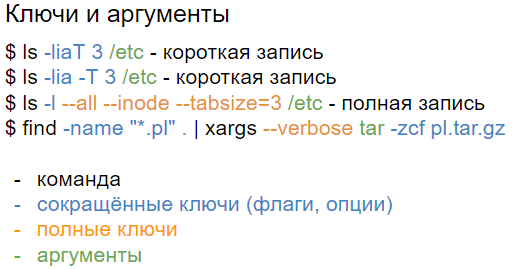 Ключи и аргументы
$ ls -liaT 3 /etc - короткая запись
$ ls -lia -T 3 /etc - короткая запись
$ ls -l --all --inode --tabsize=3 /etc - полная запись
$ find -name "*.pl" . | xargs --verbose tar -zcf pl.tar.gz
- команда
- сокращённые ключи (флаги, опции)
- полные ключи
- аргументы